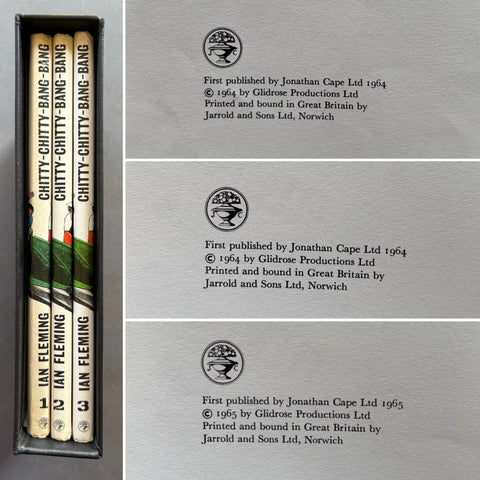 CHITTY-CHITTY-BANG-BANG
IAN FLEMING 1
CHITTY-CHITTY-BANG-BANG
IAN FLEMING 2
CHITTY-CHITTY-BANG-BANG
IAN FLEMING 3
First published by Jonathan Cape Ltd 1964
© 1964 by Glidrose Productions Ltd
Printed and bound in Great Britain by
Jarrold and Sons Ltd, Norwich
First published by Jonathan Cape Ltd 1964
© 1964 by Glidrose Productions Ltd
Printed and bound in Great Britain by
Jarrold and Sons Ltd, Norwich
First published by Jonathan Cape Ltd 1965
© 1965 by Glidrose Productions Ltd
Printed and bound in Great Britain by
Jarrold and Sons Ltd, Norwich